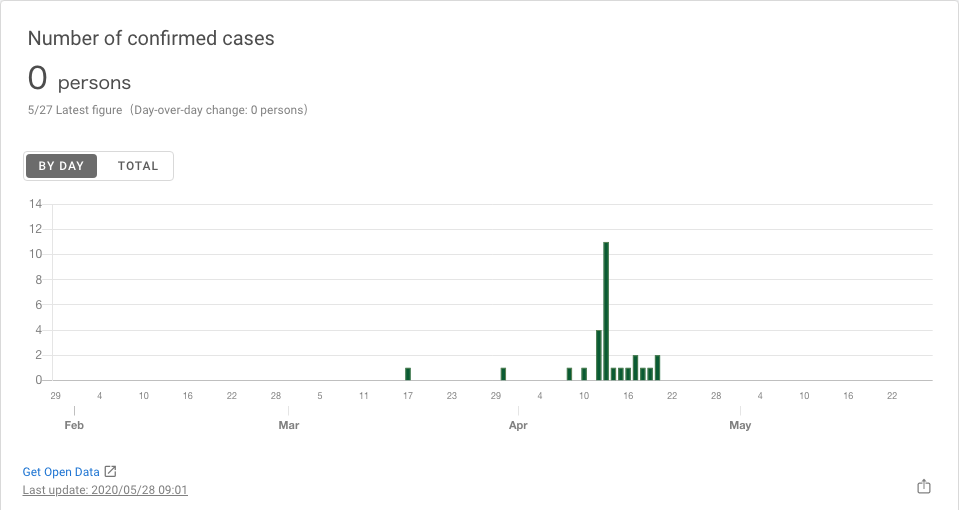 Number of confirmed cases
0 persons
5/27 Latest figure（Day-over-day change: 0 persons）
BY DAY TOTAL
14
12
10
8
6
4
2
0
29 4 10 16 22 28 5 11 17 23 29 4 10 16 22 28 4 10 16 22
Feb Mar Apr May
Get Open Data
Last update: 2020/05/28 09:01